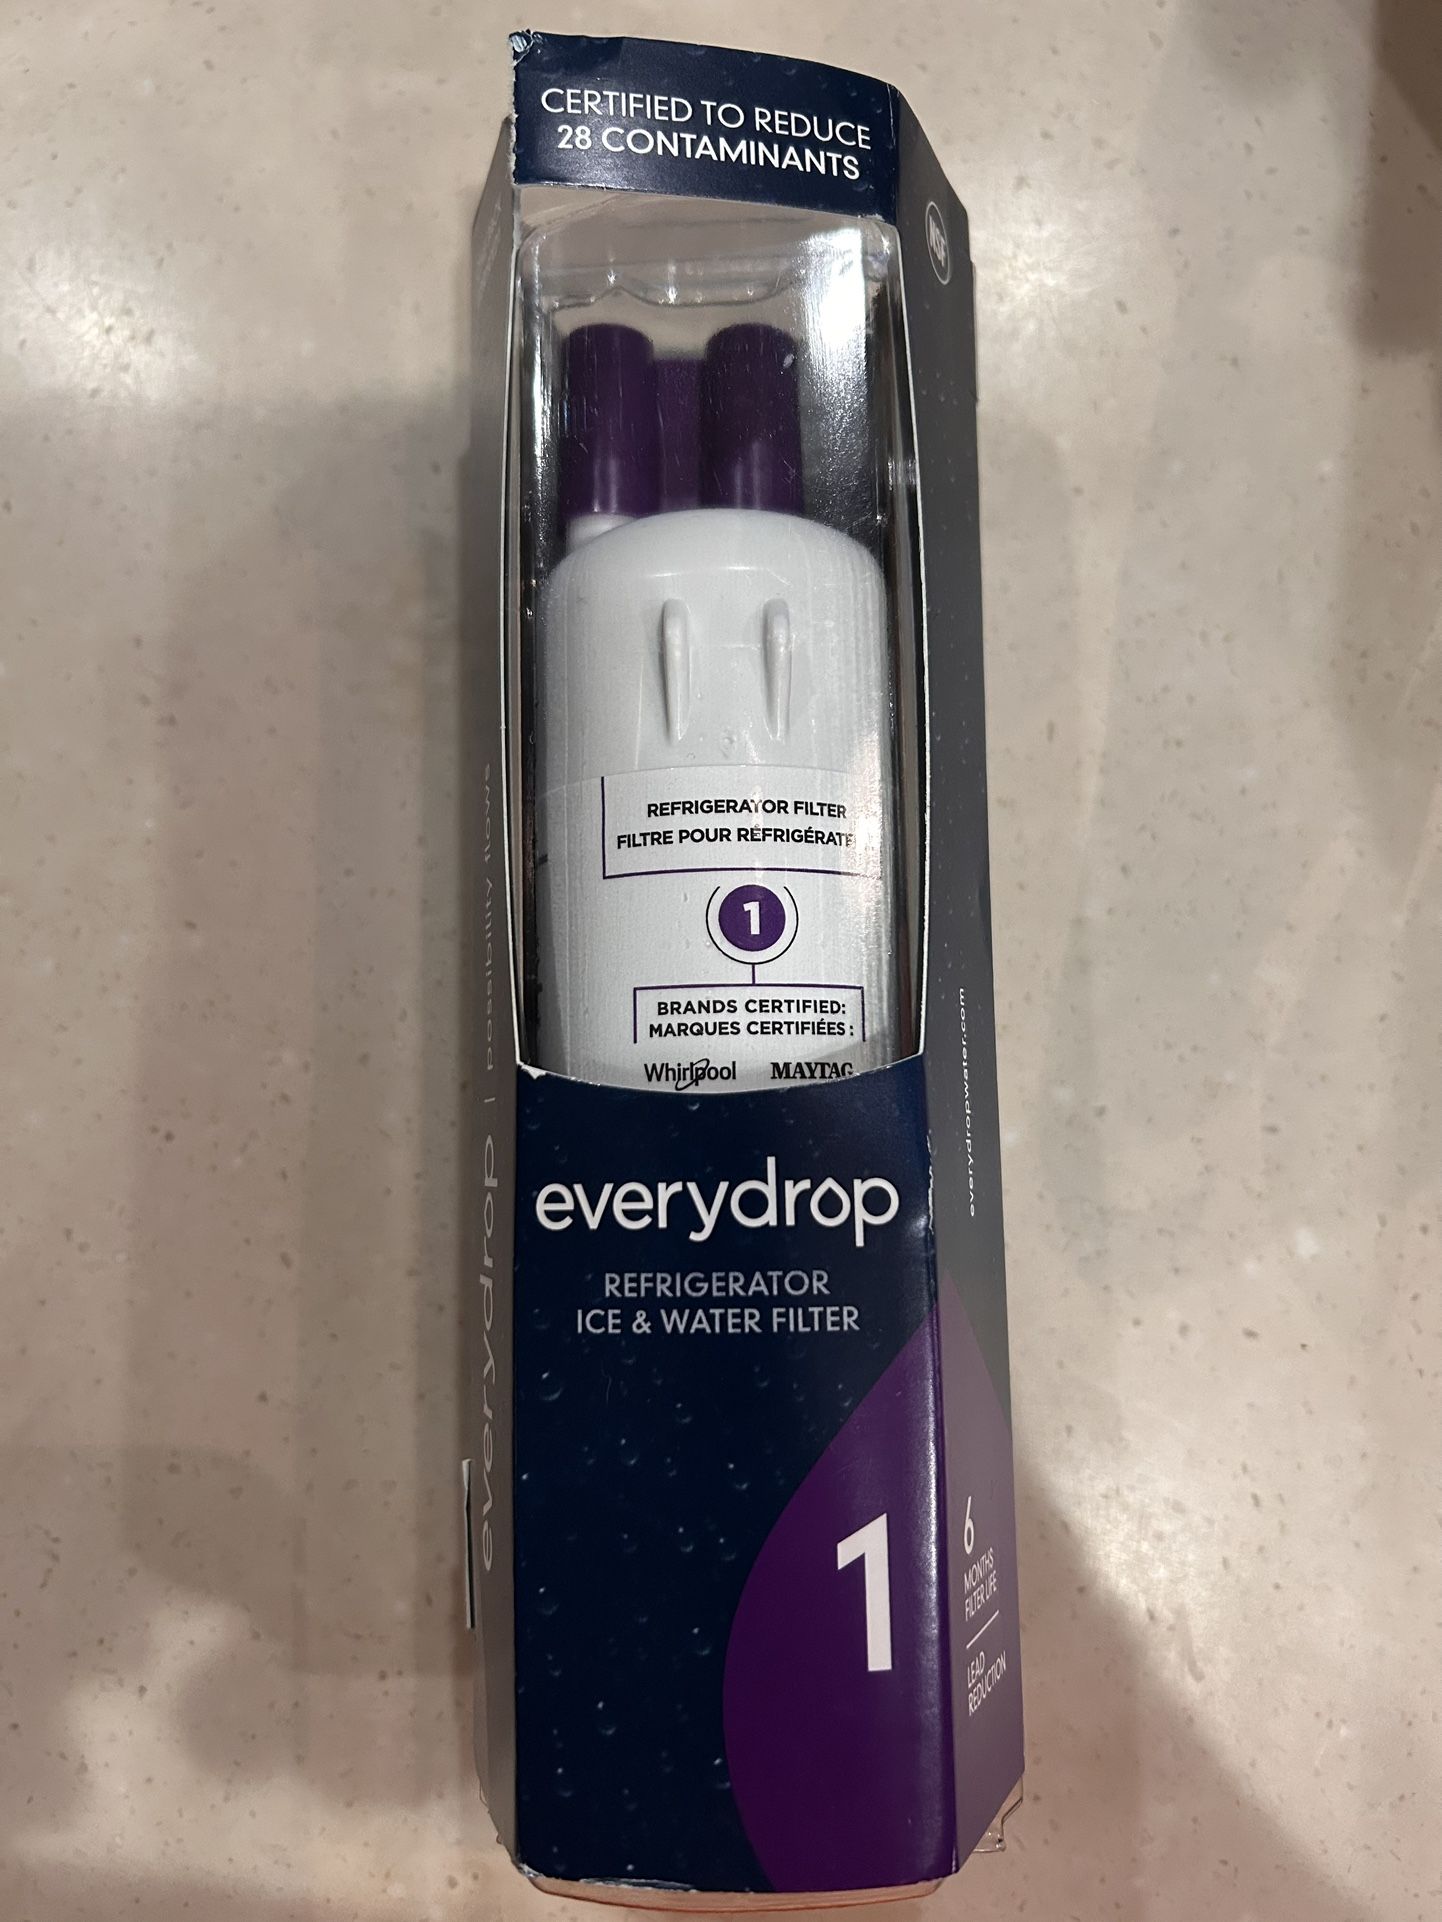 CERTIFIED TO REDUCE
28 CONTAMINANTS
NSF
REFRIGERATOR FILTER
FILTRE POUR RÉFRIGÉRATE
1
BRANDS CERTIFIED:
MARQUES CERTIFIÉES :
Whirlpool MAYTAG
everydrop
REFRIGERATOR
ICE & WATER FILTER
1
everydrop | possibility flows
everydropwater.com
6
MONTHS
FILTER LIFE
LEAD
REDUCTION